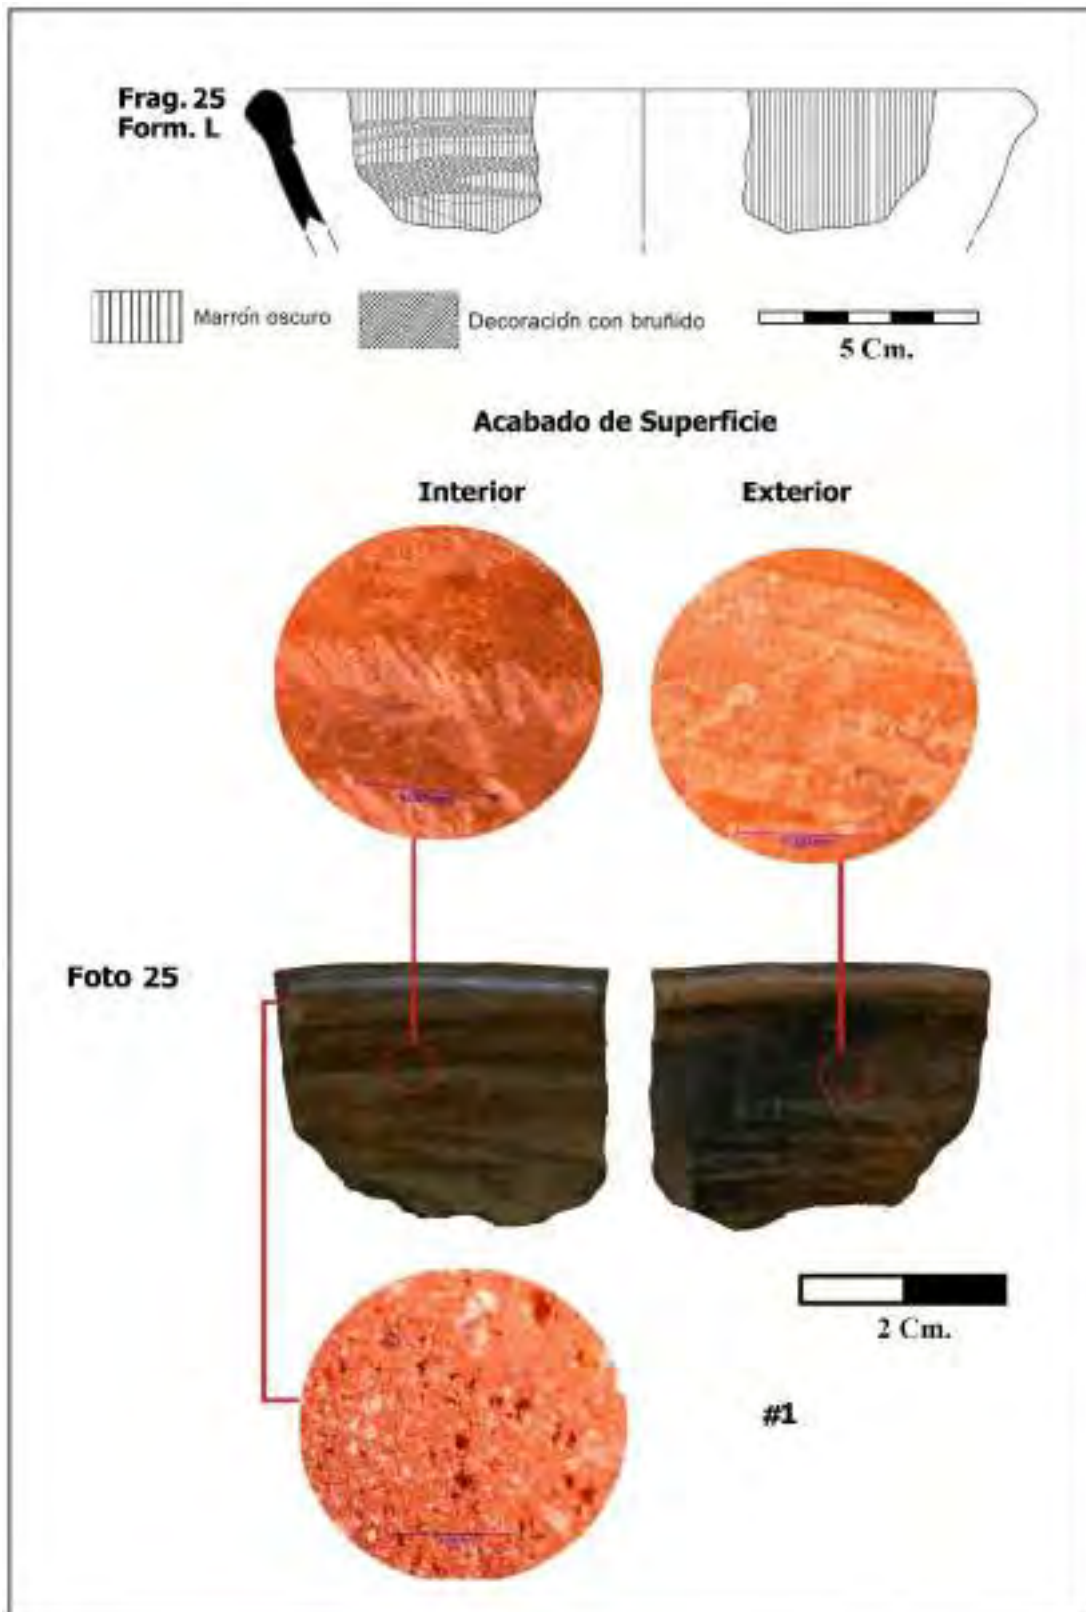 Frag. 25
Form. L
Marrón oscuro
Decoración con bruñido
5 Cm.
Acabado de Superficie
Interior
Exterior
Foto 25
2 Cm.
#1